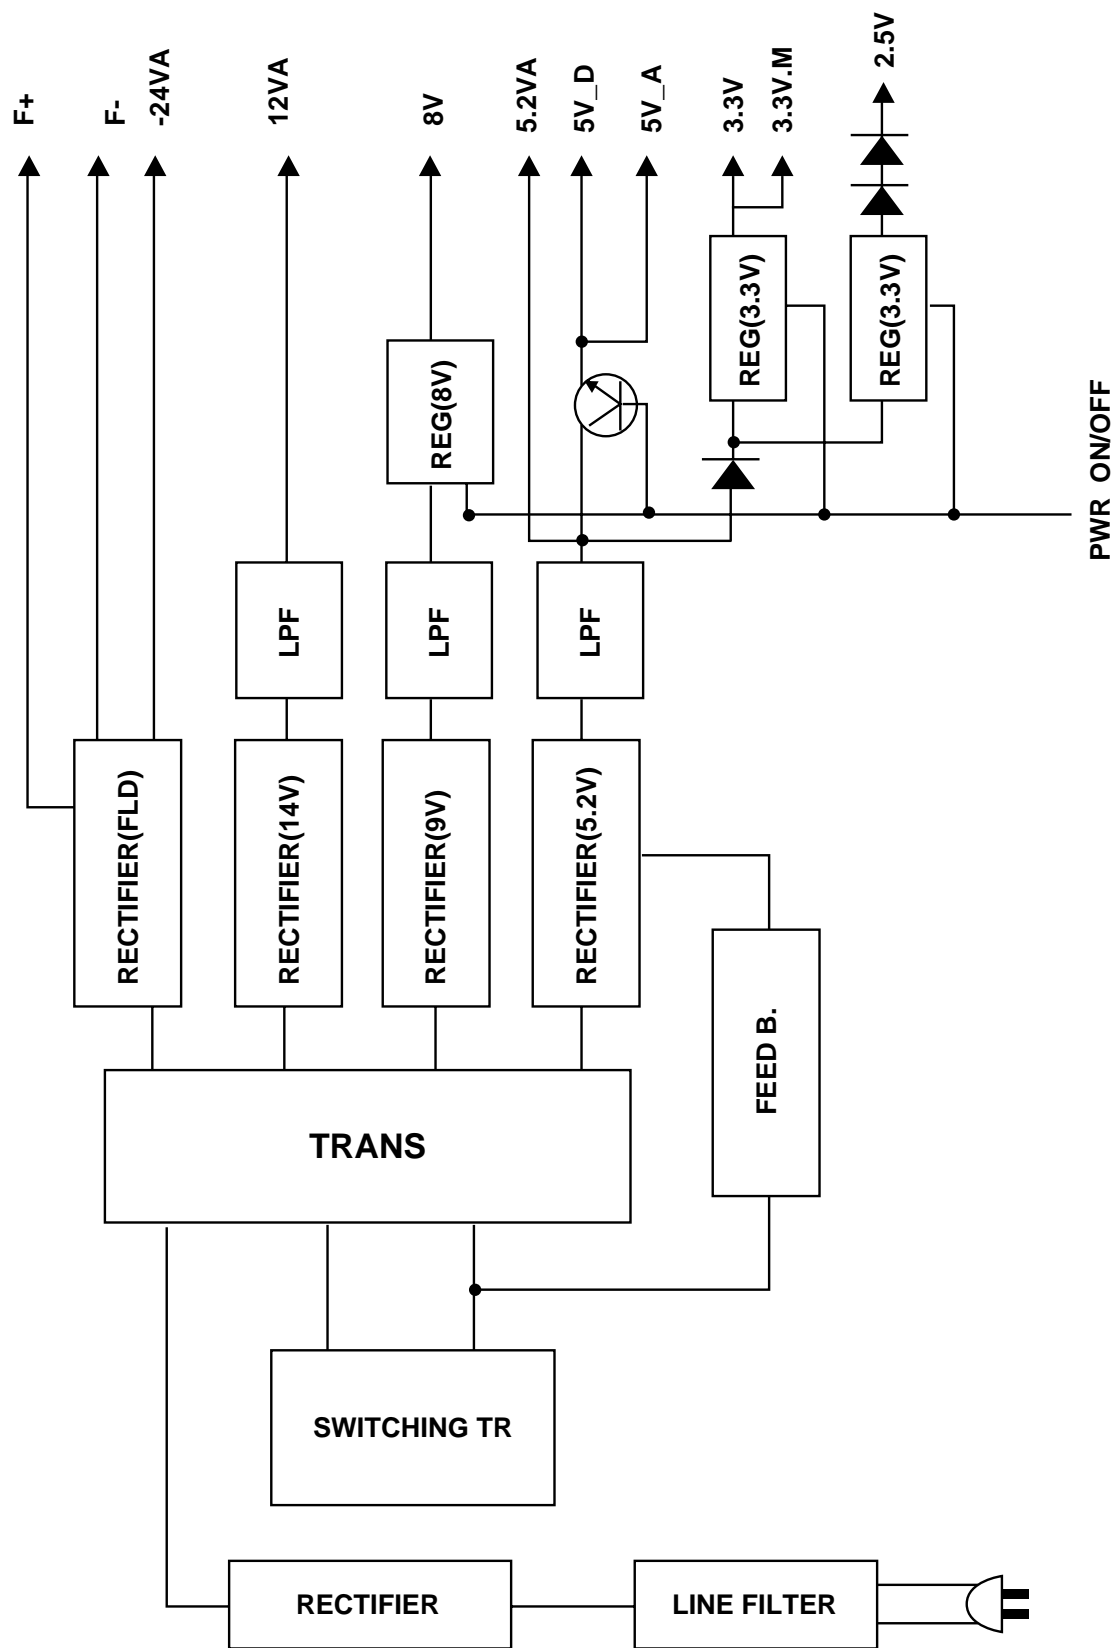 F+
F-
-24VA
12VA
8V
5.2VA
5V_D
5V_A
3.3V
3.3V.M
2.5V
REG(8V)
REG(3.3V)
REG(3.3V)
PWR ON/OFF
LPF
LPF
LPF
RECTIFIER(FLD)
RECTIFIER(14V)
RECTIFIER(9V)
RECTIFIER(5.2V)
FEED B.
TRANS
SWITCHING TR
RECTIFIER
LINE FILTER